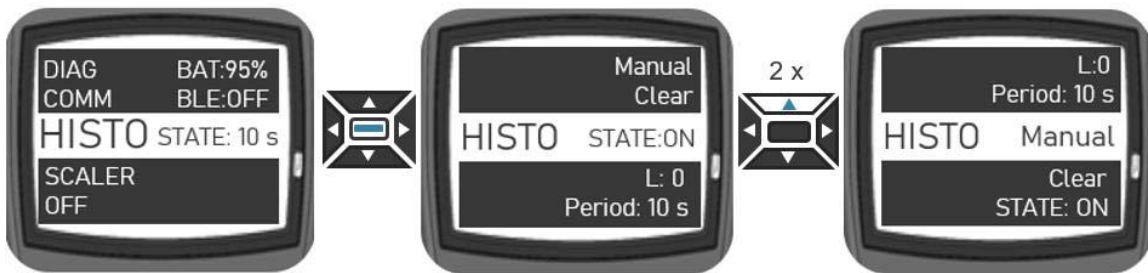 DIAG BAT:95%
COMM BLE:OFF
HISTO STATE: 10 s
SCALER
OFF
Manual
Clear
HISTO STATE:ON
L: 0
Period: 10 s
2 x
L:0
Period: 10 s
HISTO Manual
Clear
STATE: ON